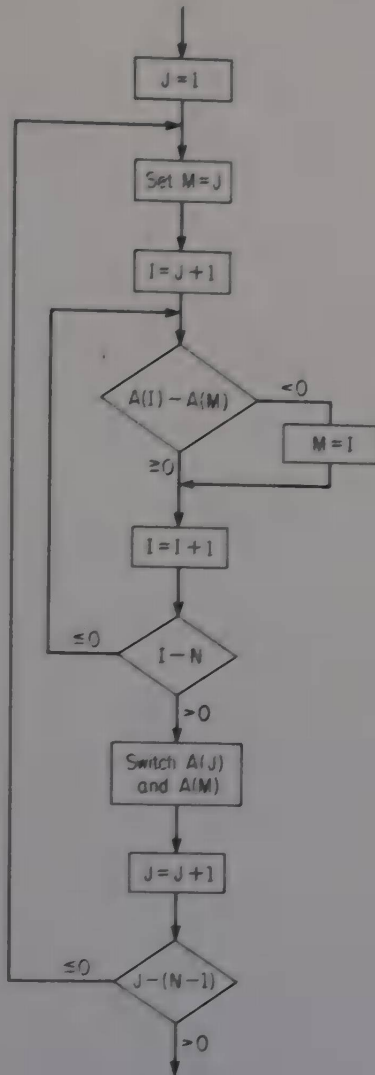 J = 1
Set M = J
I = J + 1
A(I) − A(M)
<0
M = I
≥0
I = I + 1
≤0
I − N
>0
Switch A(J)
and A(M)
J = J + 1
≤0
J − (N − 1)
>0